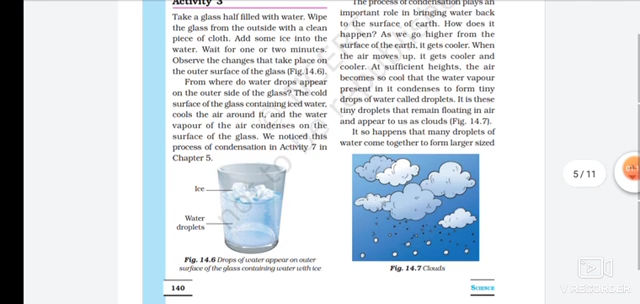 Activity 3
Take a glass half filled with water. Wipe
the glass from the outside with a clean
piece of cloth. Add some ice into the
water. Wait for one or two minutes.
Observe the changes that take place on
the outer surface of the glass (Fig. 14.6).
From where do water drops appear
on the outer side of the glass? The cold
surface of the glass containing iced water,
cools the air around it, and the water
vapour of the air condenses on the
surface of the glass. We noticed this
process of condensation in Activity 7 in
Chapter 5.
Ice
Water
droplets
Fig. 14.6 Drops of water appear on outer
surface of the glass containing water with ice
140
The process of condensation plays an
important role in bringing water back
to the surface of earth. How does it
happen? As we go higher from the
surface of the earth, it gets cooler. When
the air moves up, it gets cooler and
cooler. At sufficient heights, the air
becomes so cool that the water vapour
present in it condenses to form tiny
drops of water called droplets. It is these
tiny droplets that remain floating in air
and appear to us as clouds (Fig. 14.7).
It so happens that many droplets of
water come together to form larger sized
Fig. 14.7 Clouds
SCIENCE
5 / 11
V RECORDER